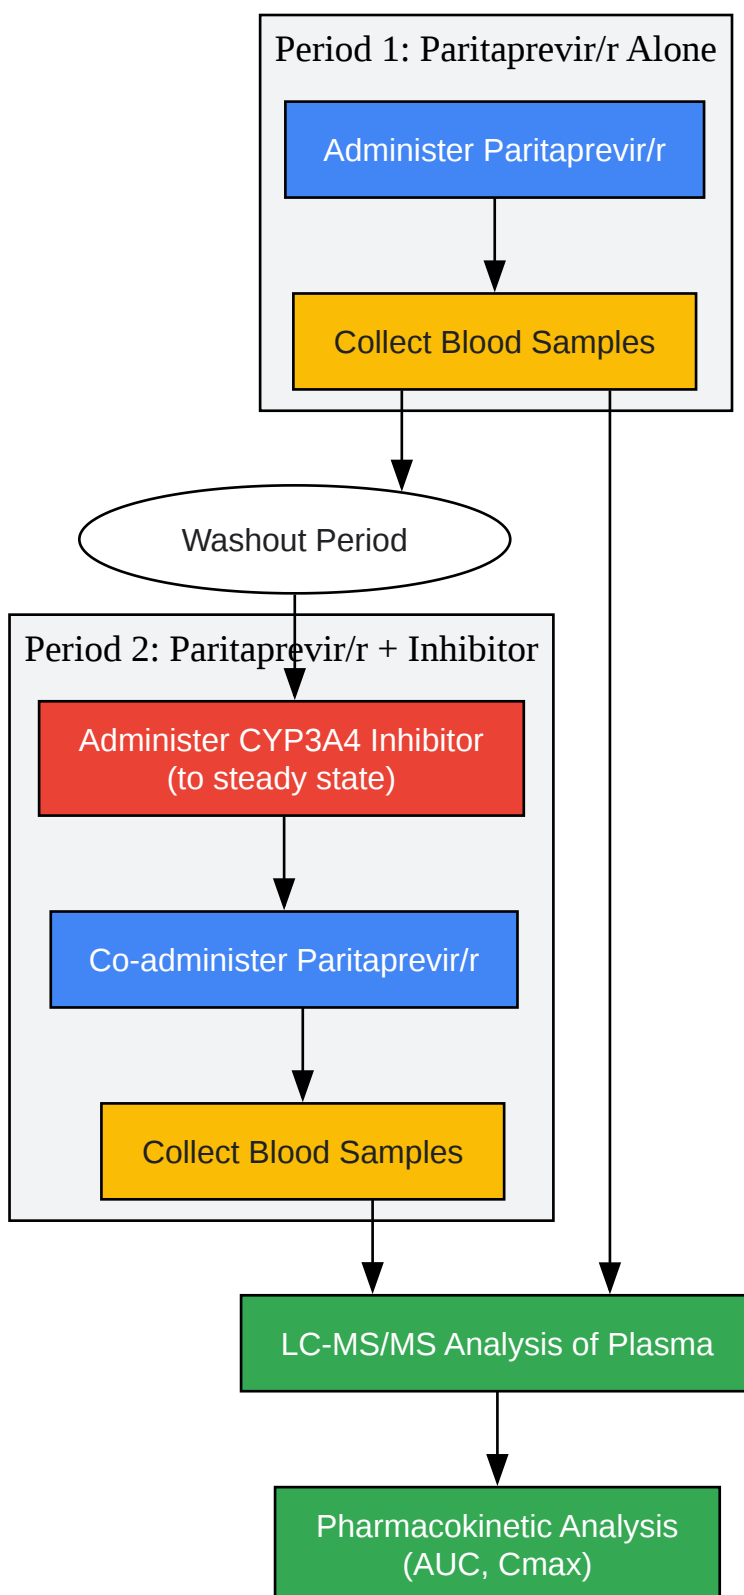 Period 1: Paritaprevir/r Alone
Administer Paritaprevir/r
Collect Blood Samples
Washout Period
Period 2: Paritaprevir/r + Inhibitor
Administer CYP3A4 Inhibitor
(to steady state)
Co-administer Paritaprevir/r
Collect Blood Samples
LC-MS/MS Analysis of Plasma
Pharmacokinetic Analysis
(AUC, Cmax)